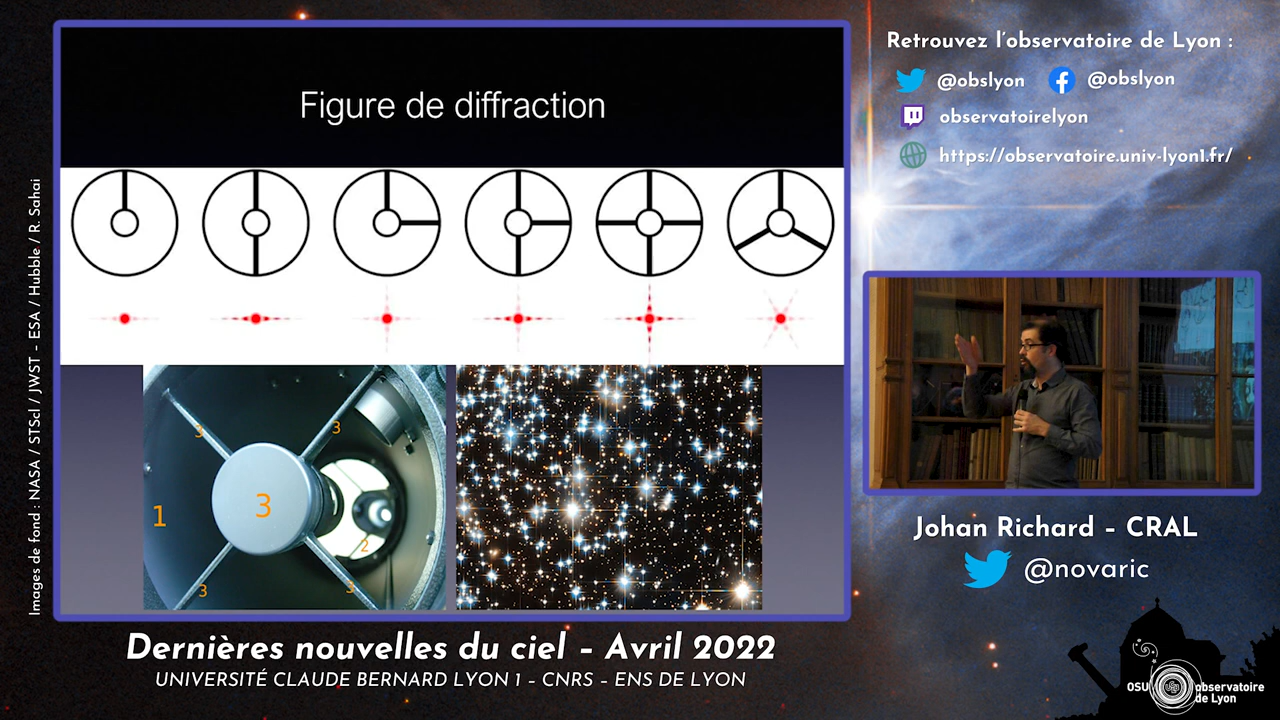 Figure de diffraction
3
3
3
1
2
3
3
Images de fond : NASA / STScI / JWST - ESA / Hubble / R. Sahai
Dernières nouvelles du ciel – Avril 2022
UNIVERSITÉ CLAUDE BERNARD LYON 1 - CNRS - ENS DE LYON
Retrouvez l'observatoire de Lyon :
@obslyon @obslyon
observatoirelyon
https://observatoire.univ-lyon1.fr/
Johan Richard – CRAL
@novaric
OSU observatoire
de Lyon